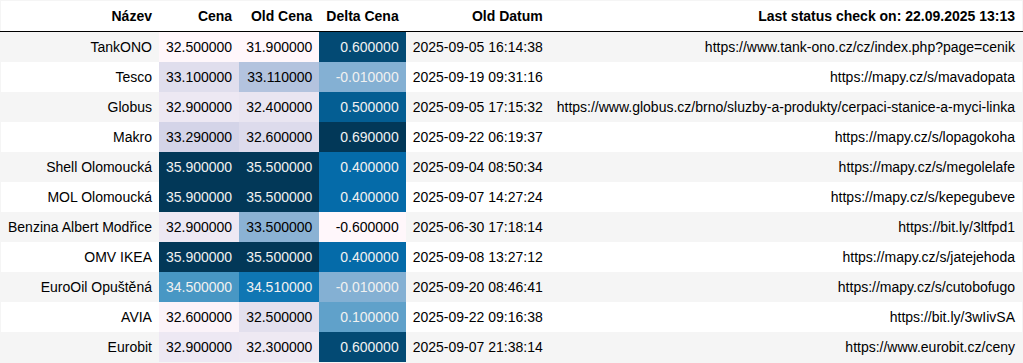 Název Cena Old Cena Delta Cena Old Datum Last status check on: 22.09.2025 13:13
TankONO 32.500000 31.900000 0.600000 2025-09-05 16:14:38 https://www.tank-ono.cz/cz/index.php?page=cenik
Tesco 33.100000 33.110000 -0.010000 2025-09-19 09:31:16 https://mapy.cz/s/mavadopata
Globus 32.900000 32.400000 0.500000 2025-09-05 17:15:32 https://www.globus.cz/brno/sluzby-a-produkty/cerpaci-stanice-a-myci-linka
Makro 33.290000 32.600000 0.690000 2025-09-22 06:19:37 https://mapy.cz/s/lopagokoha
Shell Olomoucká 35.900000 35.500000 0.400000 2025-09-04 08:50:34 https://mapy.cz/s/megolelafe
MOL Olomoucká 35.900000 35.500000 0.400000 2025-09-07 14:27:24 https://mapy.cz/s/kepegubeve
Benzina Albert Modřice 32.900000 33.500000 -0.600000 2025-06-30 17:18:14 https://bit.ly/3ltfpd1
OMV IKEA 35.900000 35.500000 0.400000 2025-09-08 13:27:12 https://mapy.cz/s/jatejehoda
EuroOil Opuštěná 34.500000 34.510000 -0.010000 2025-09-20 08:46:41 https://mapy.cz/s/cutobofugo
AVIA 32.600000 32.500000 0.100000 2025-09-22 09:16:38 https://bit.ly/3wIivSA
Eurobit 32.900000 32.300000 0.600000 2025-09-07 21:38:14 https://www.eurobit.cz/ceny